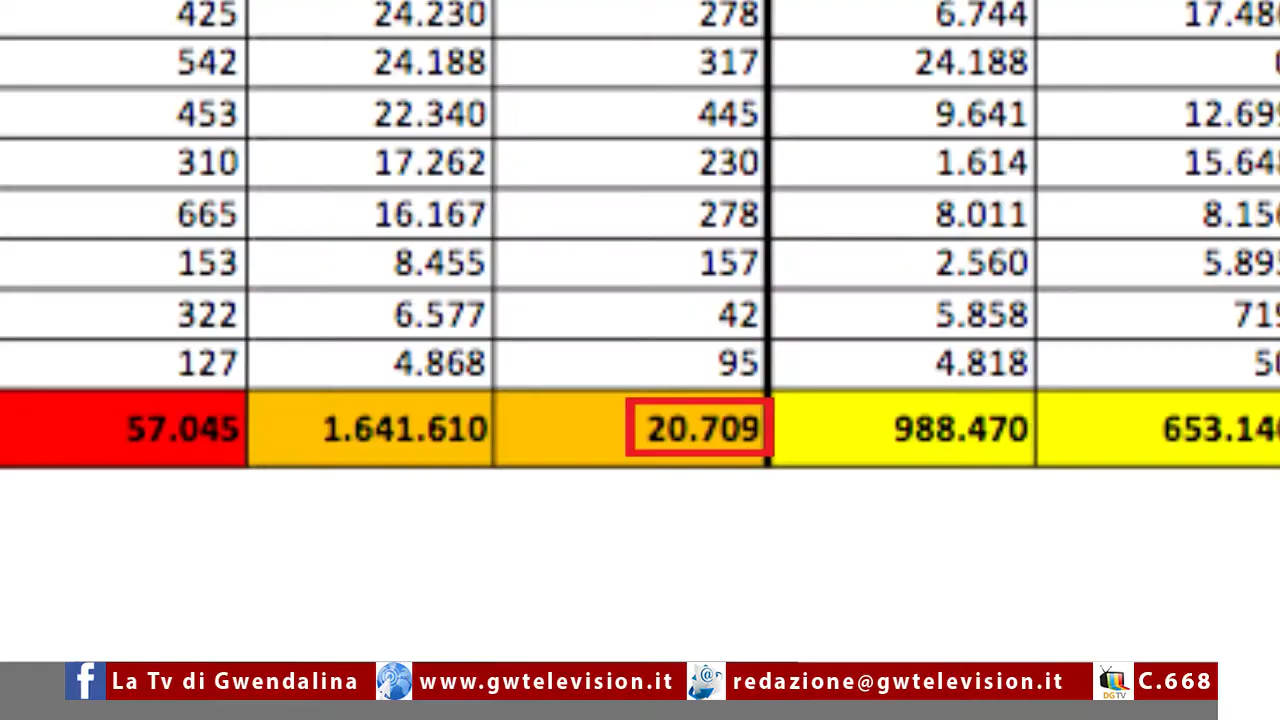 425 24.230 278 6.744
542 24.188 317 24.188
453 22.340 445 9.641
310 17.262 230 1.614
665 16.167 278 8.011
153 8.455 157 2.560
322 6.577 42 5.858
127 4.868 95 4.818
57.045 1.641.610 20.709 988.470
La Tv di Gwendalina www.gwtelevision.it redazione@gwtelevision.it DGTV C.668